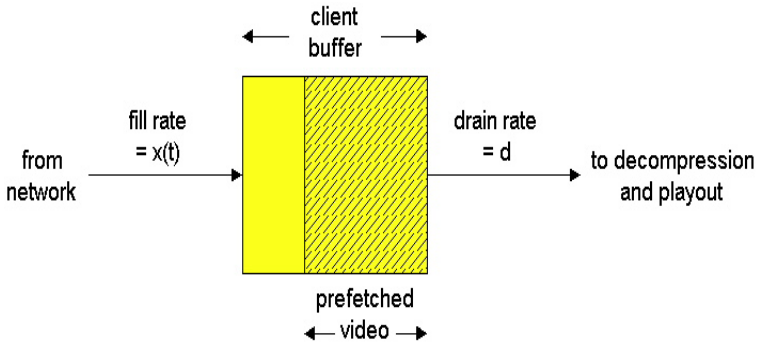 client
buffer
fill rate
= x(t)
drain rate
= d
from
network
to decompression
and playout
prefetched
video